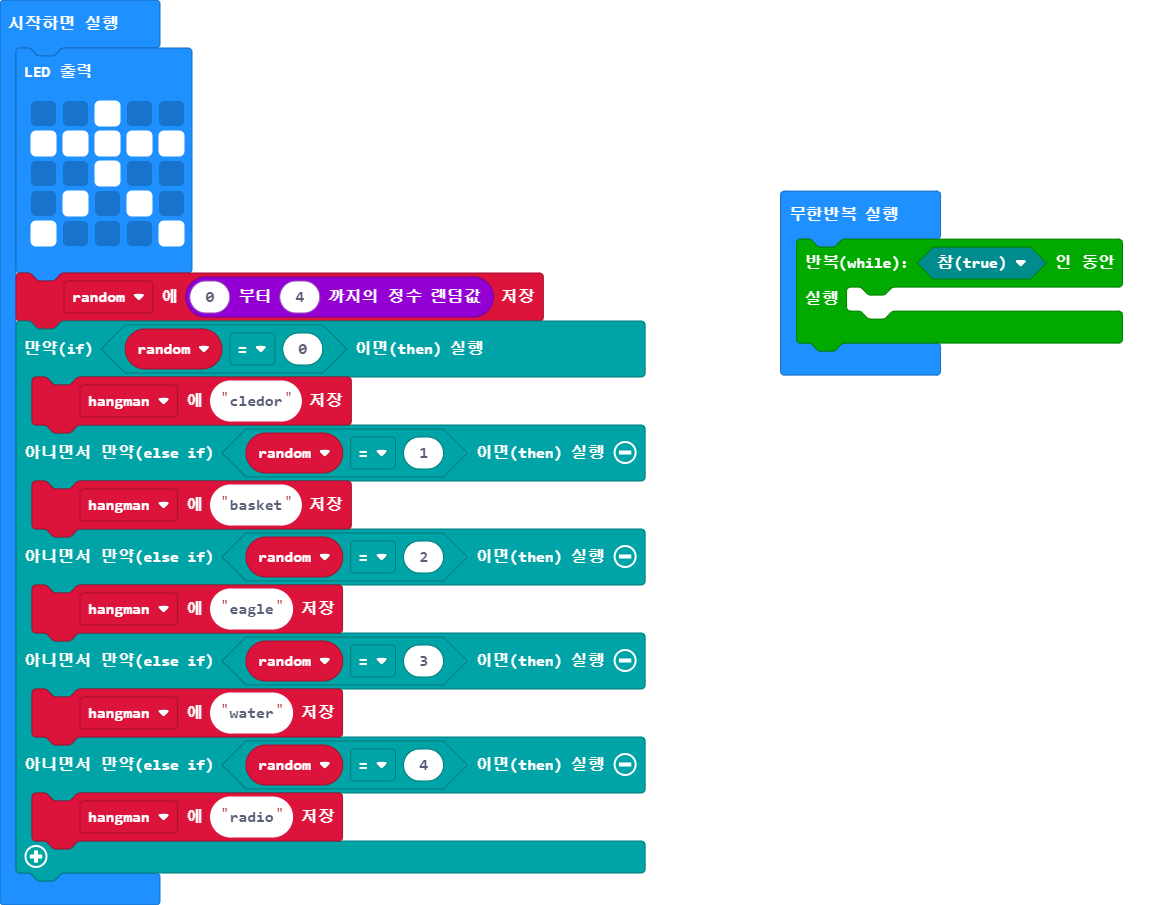 시작하면 실행
LED 출력
random 에 0 부터 4 까지의 정수 랜덤값 저장
만약(if) random = 0 이면(then) 실행
hangman 에 "cledor" 저장
아니면서 만약(else if) random = 1 이면(then) 실행
hangman 에 "basket" 저장
아니면서 만약(else if) random = 2 이면(then) 실행
hangman 에 "eagle" 저장
아니면서 만약(else if) random = 3 이면(then) 실행
hangman 에 "water" 저장
아니면서 만약(else if) random = 4 이면(then) 실행
hangman 에 "radio" 저장
무한반복 실행
반복(while): 참(true) 인 동안
실행